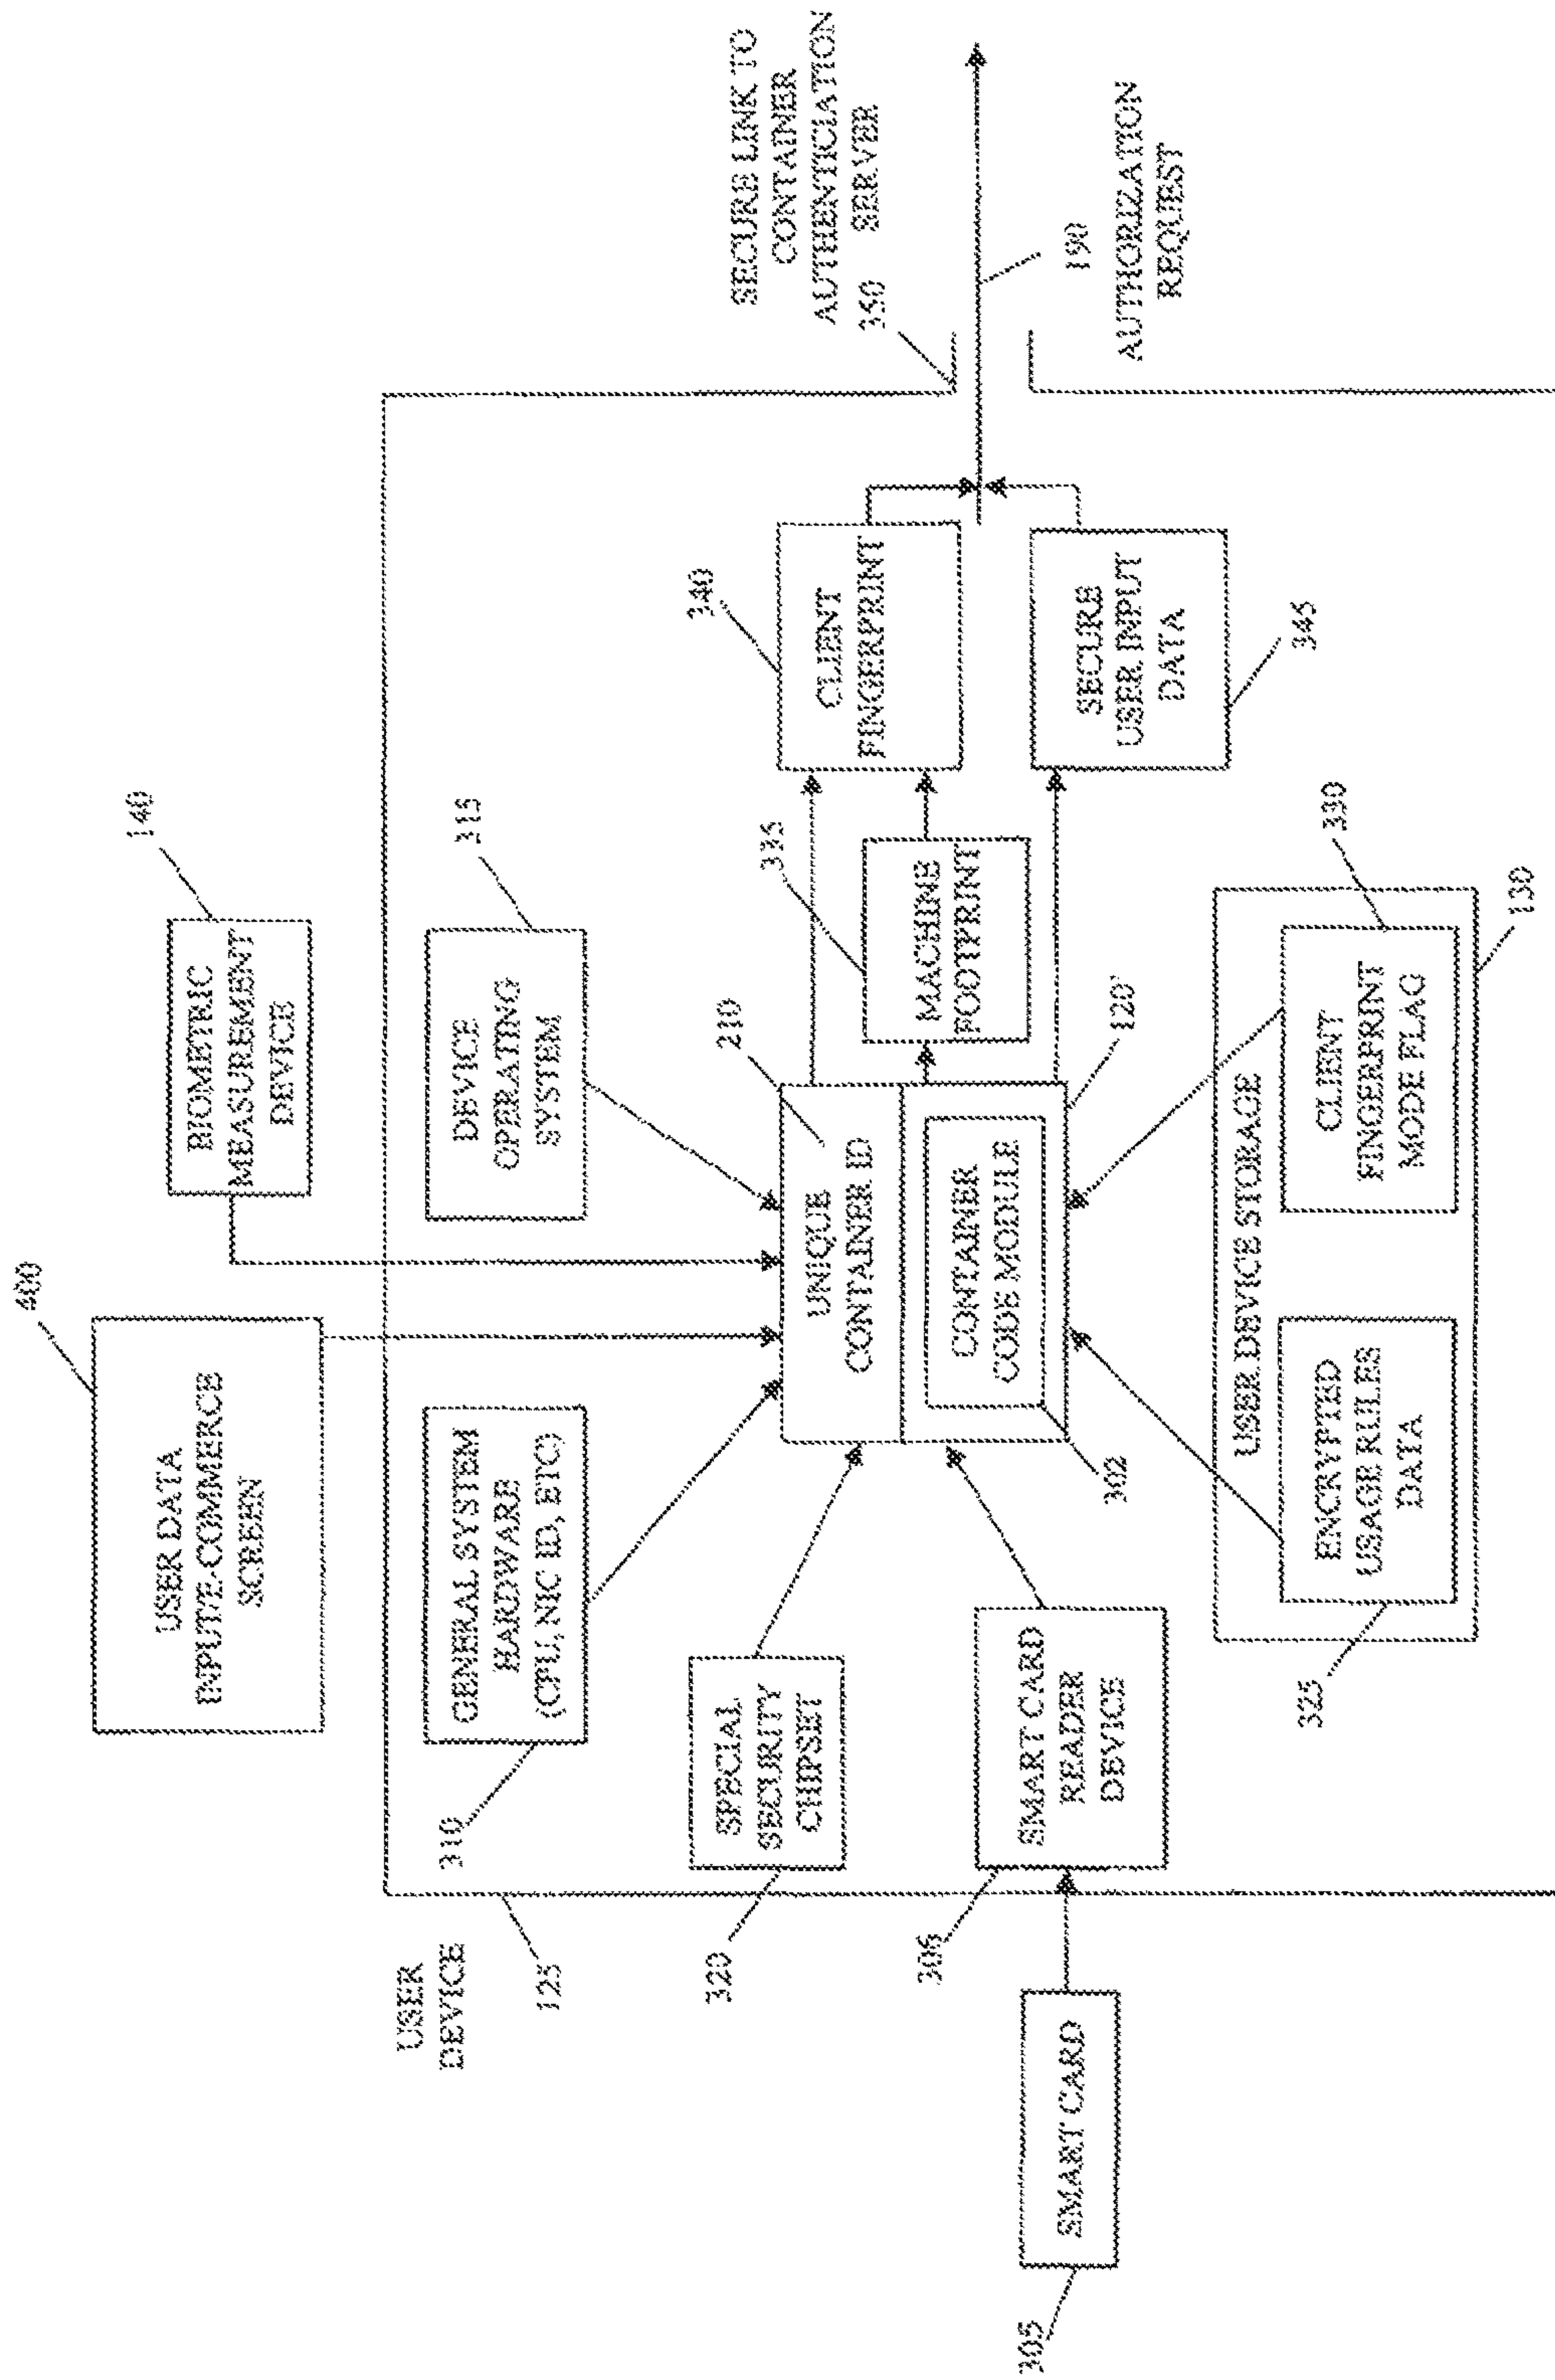 400
USER DATA
INPUT/E-COMMERCE
SCREEN
140
BIOMETRIC
MEASUREMENT
DEVICE
USER
DEVICE
125
310
GENERAL SYSTEM
HARDWARE
(CPU, NIC ID, ETC)
315
DEVICE
OPERATING
SYSTEM
320
SPECIAL
SECURITY
CHIPSET
210
UNIQUE
CONTAINER ID
CONTAINER
CODE MODULE
302
120'
335
MACHINE
FOOTPRINT
340
CLIENT
FINGERPRINT
SECURE
USER INPUT
DATA
345
SECURE LINK TO
CONTAINER
AUTHENTICIATION
SERVER
350
190
AUTHORIZATION
REQUEST
305
SMART CARD
306
SMART CARD
READER
DEVICE
USER DEVICE STORAGE
325
ENCRYPTED
USAGE RULES
DATA
CLIENT
FINGERPRINT
MODE FLAG
330
130